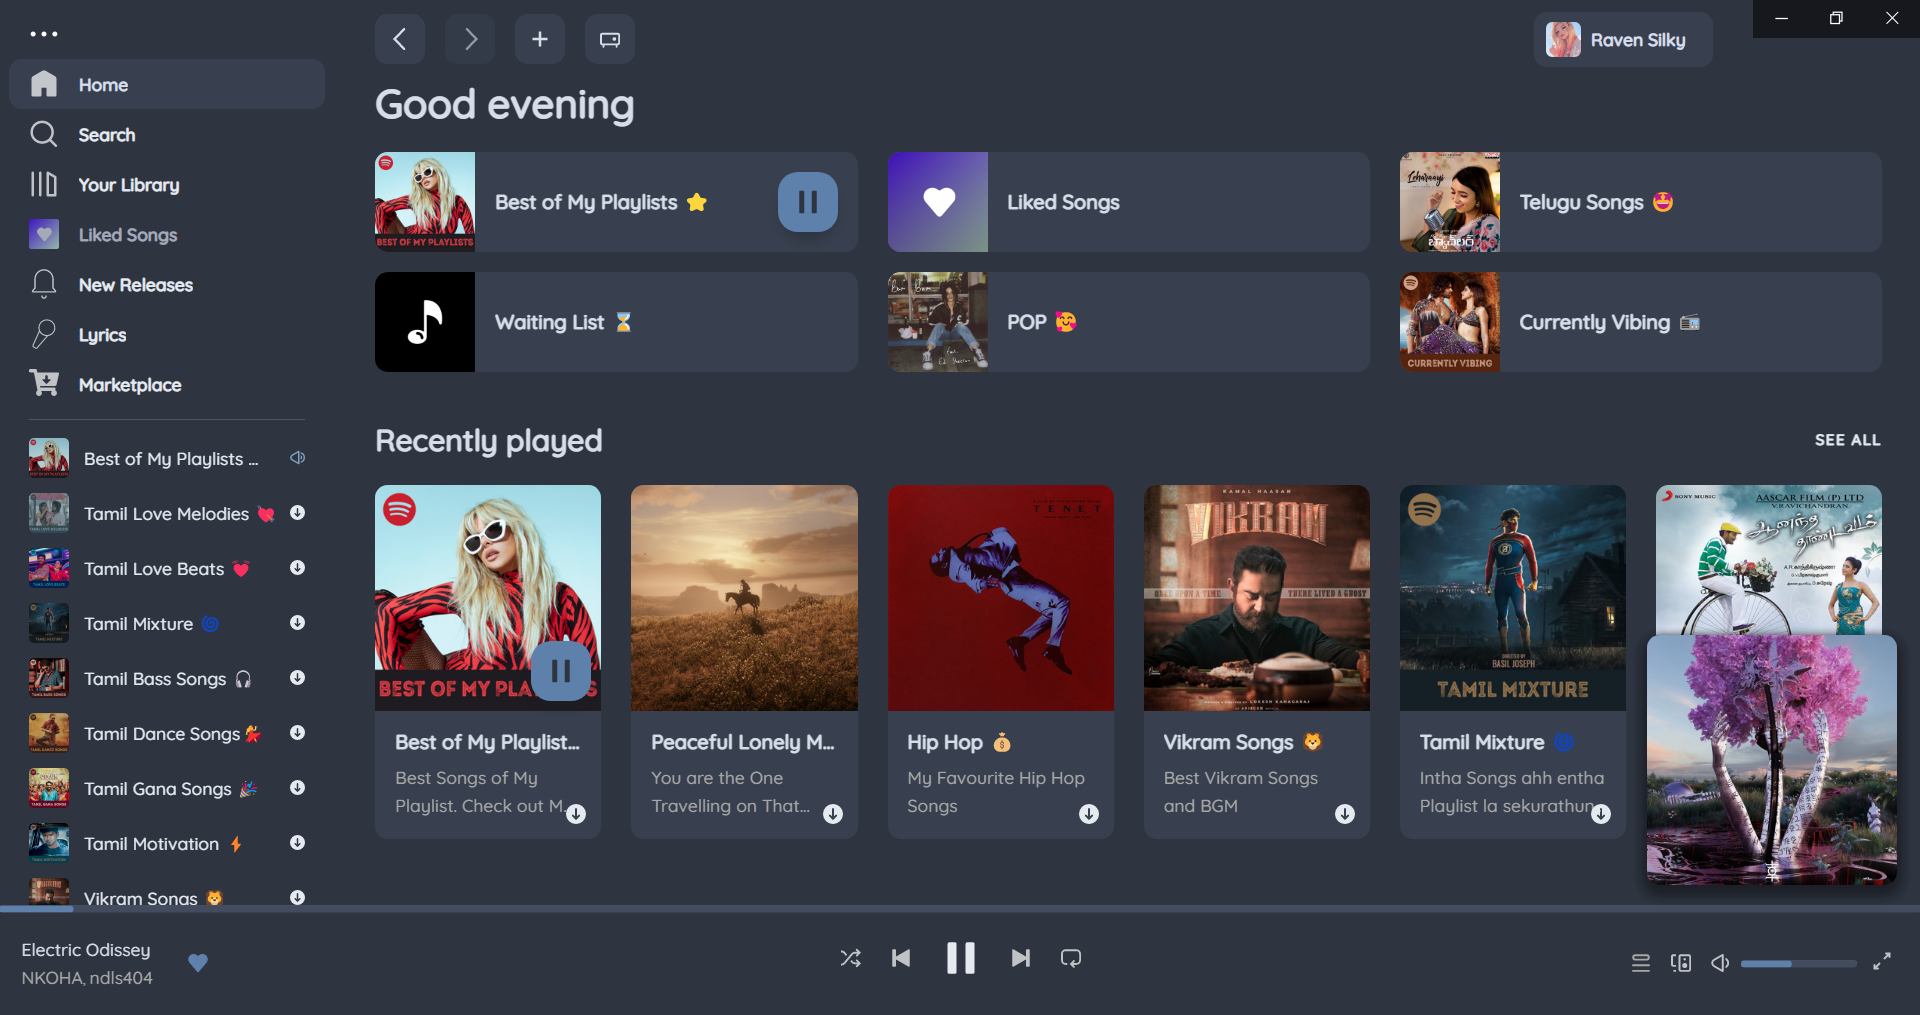 Home
Search
Your Library
Liked Songs
New Releases
Lyrics
Marketplace
Best of My Playlists ...
Tamil Love Melodies 💘
Tamil Love Beats 💓
Tamil Mixture 🌀
Tamil Bass Songs 🎧
Tamil Dance Songs 💃
Tamil Gana Songs 🎉
Tamil Motivation ⚡
Vikram Songs 🦁
Raven Silky
Good evening
BEST OF MY PLAYLISTS
Best of My Playlists ⭐
Liked Songs
Telugu Songs 🤩
Waiting List ⌛
POP 🥰
CURRENTLY VIBING
Currently Vibing 📻
Recently played
SEE ALL
BEST OF MY PLA S
Best of My Playlist...
Best Songs of My
Playlist. Check out M...
Peaceful Lonely M...
You are the One
Travelling on That...
TENET
Hip Hop 💰
My Favourite Hip Hop
Songs
KAMAL HAASAN
VIKRAM
ONCE UPON A TIME THERE LIVED A GHOST
Vikram Songs 🦁
Best Vikram Songs
and BGM
DIRECTED BY
BASIL JOSEPH
TAMIL MIXTURE
Tamil Mixture 🌀
Intha Songs ahh entha
Playlist la sekurathun
SONY MUSIC
AASCAR FILM (P) LTD
V.RAVICHANDRAN
ஆனந்த
தாண்டவம்
Electric Odissey
NKOHA, ndls404